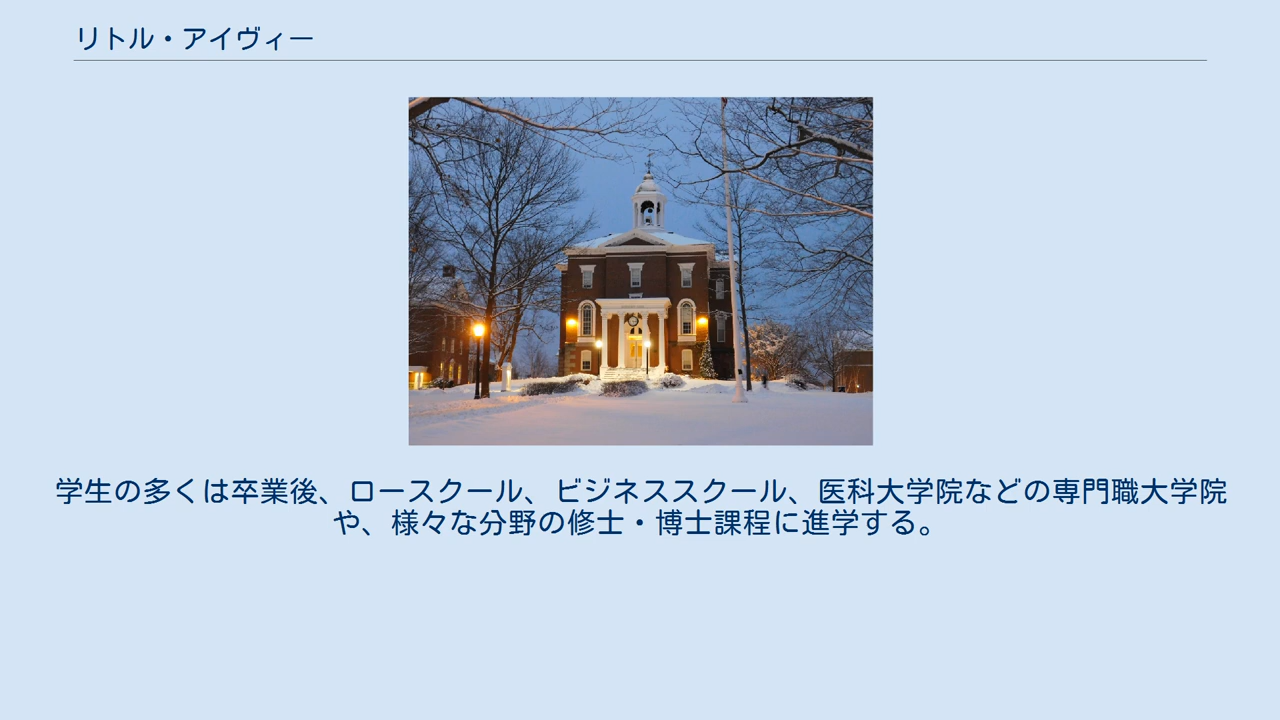 リトル・アイヴィー
学生の多くは卒業後、ロースクール、ビジネススクール、医科大学院などの専門職大学院
や、様々な分野の修士・博士課程に進学する。